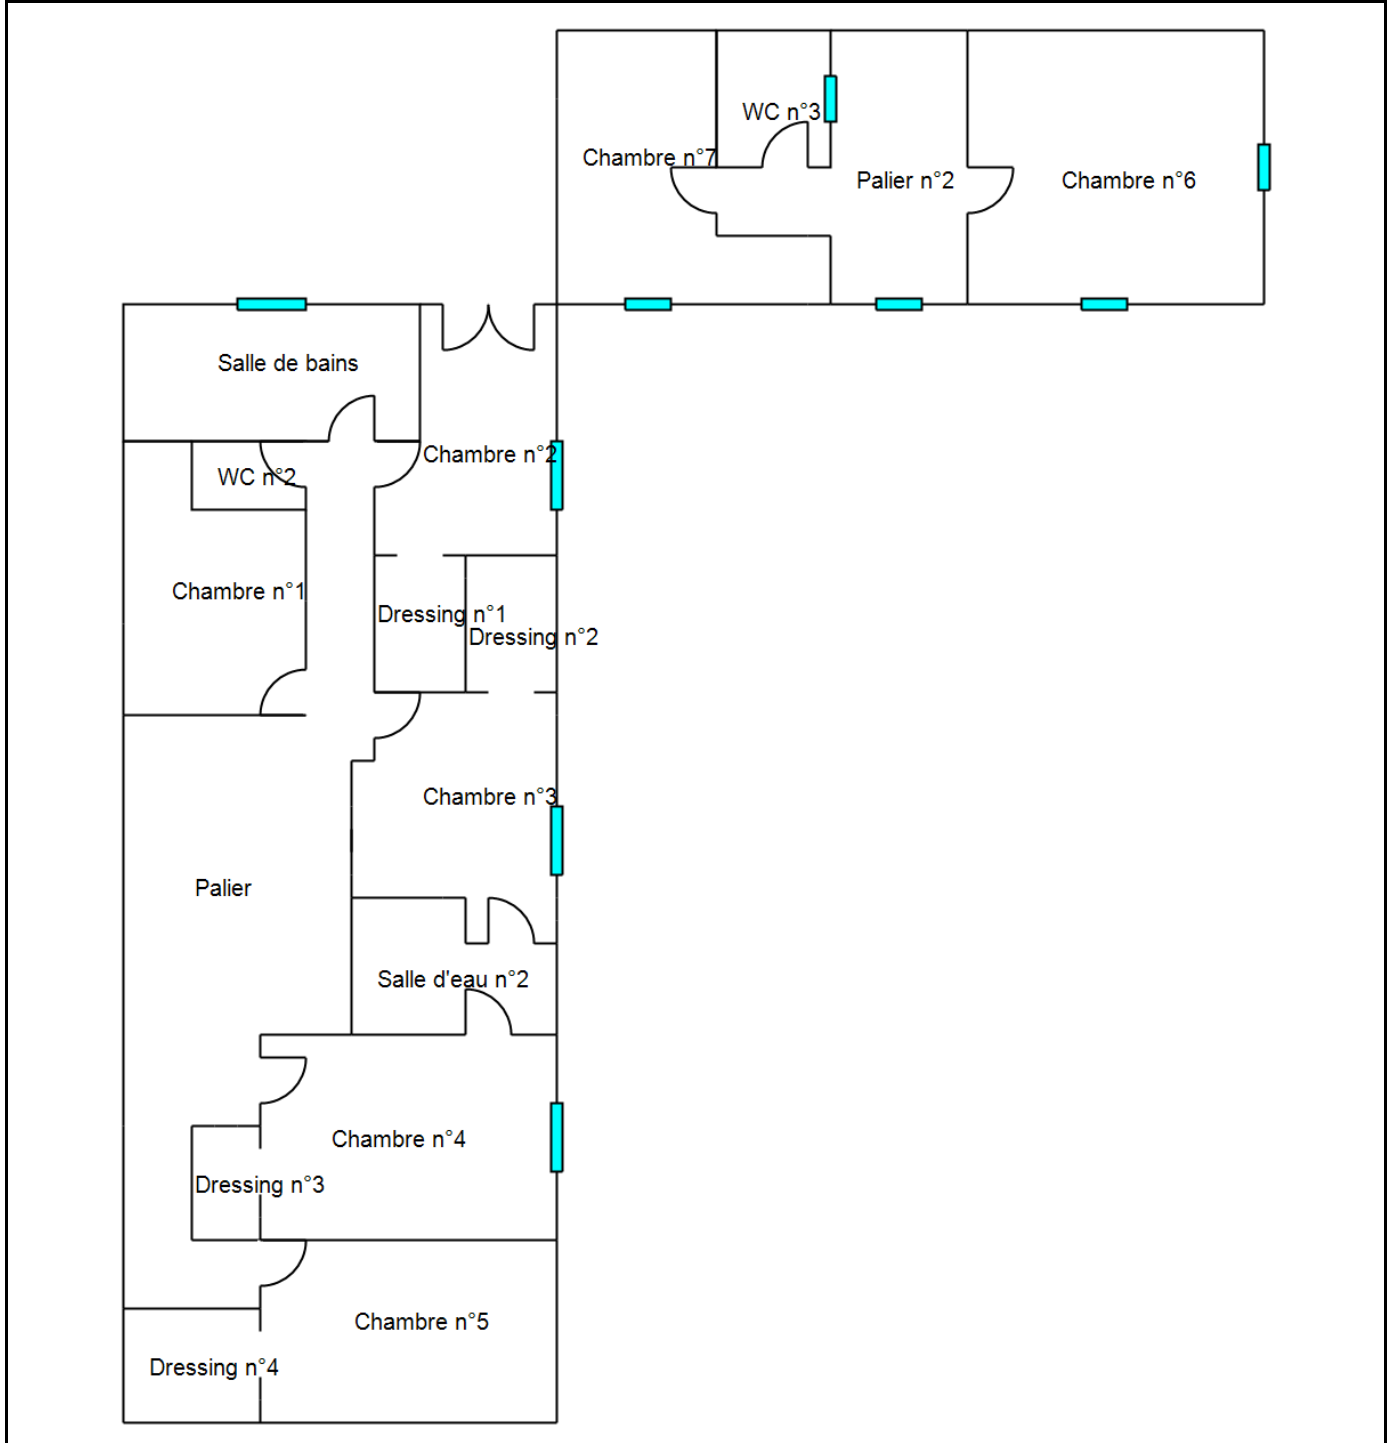 WC n°3
Chambre n°7
Palier n°2
Chambre n°6
Salle de bains
Chambre n°2
WC n°2
Chambre n°1
Dressing n°1
Dressing n°2
Chambre n°3
Palier
Salle d'eau n°2
Chambre n°4
Dressing n°3
Chambre n°5
Dressing n°4